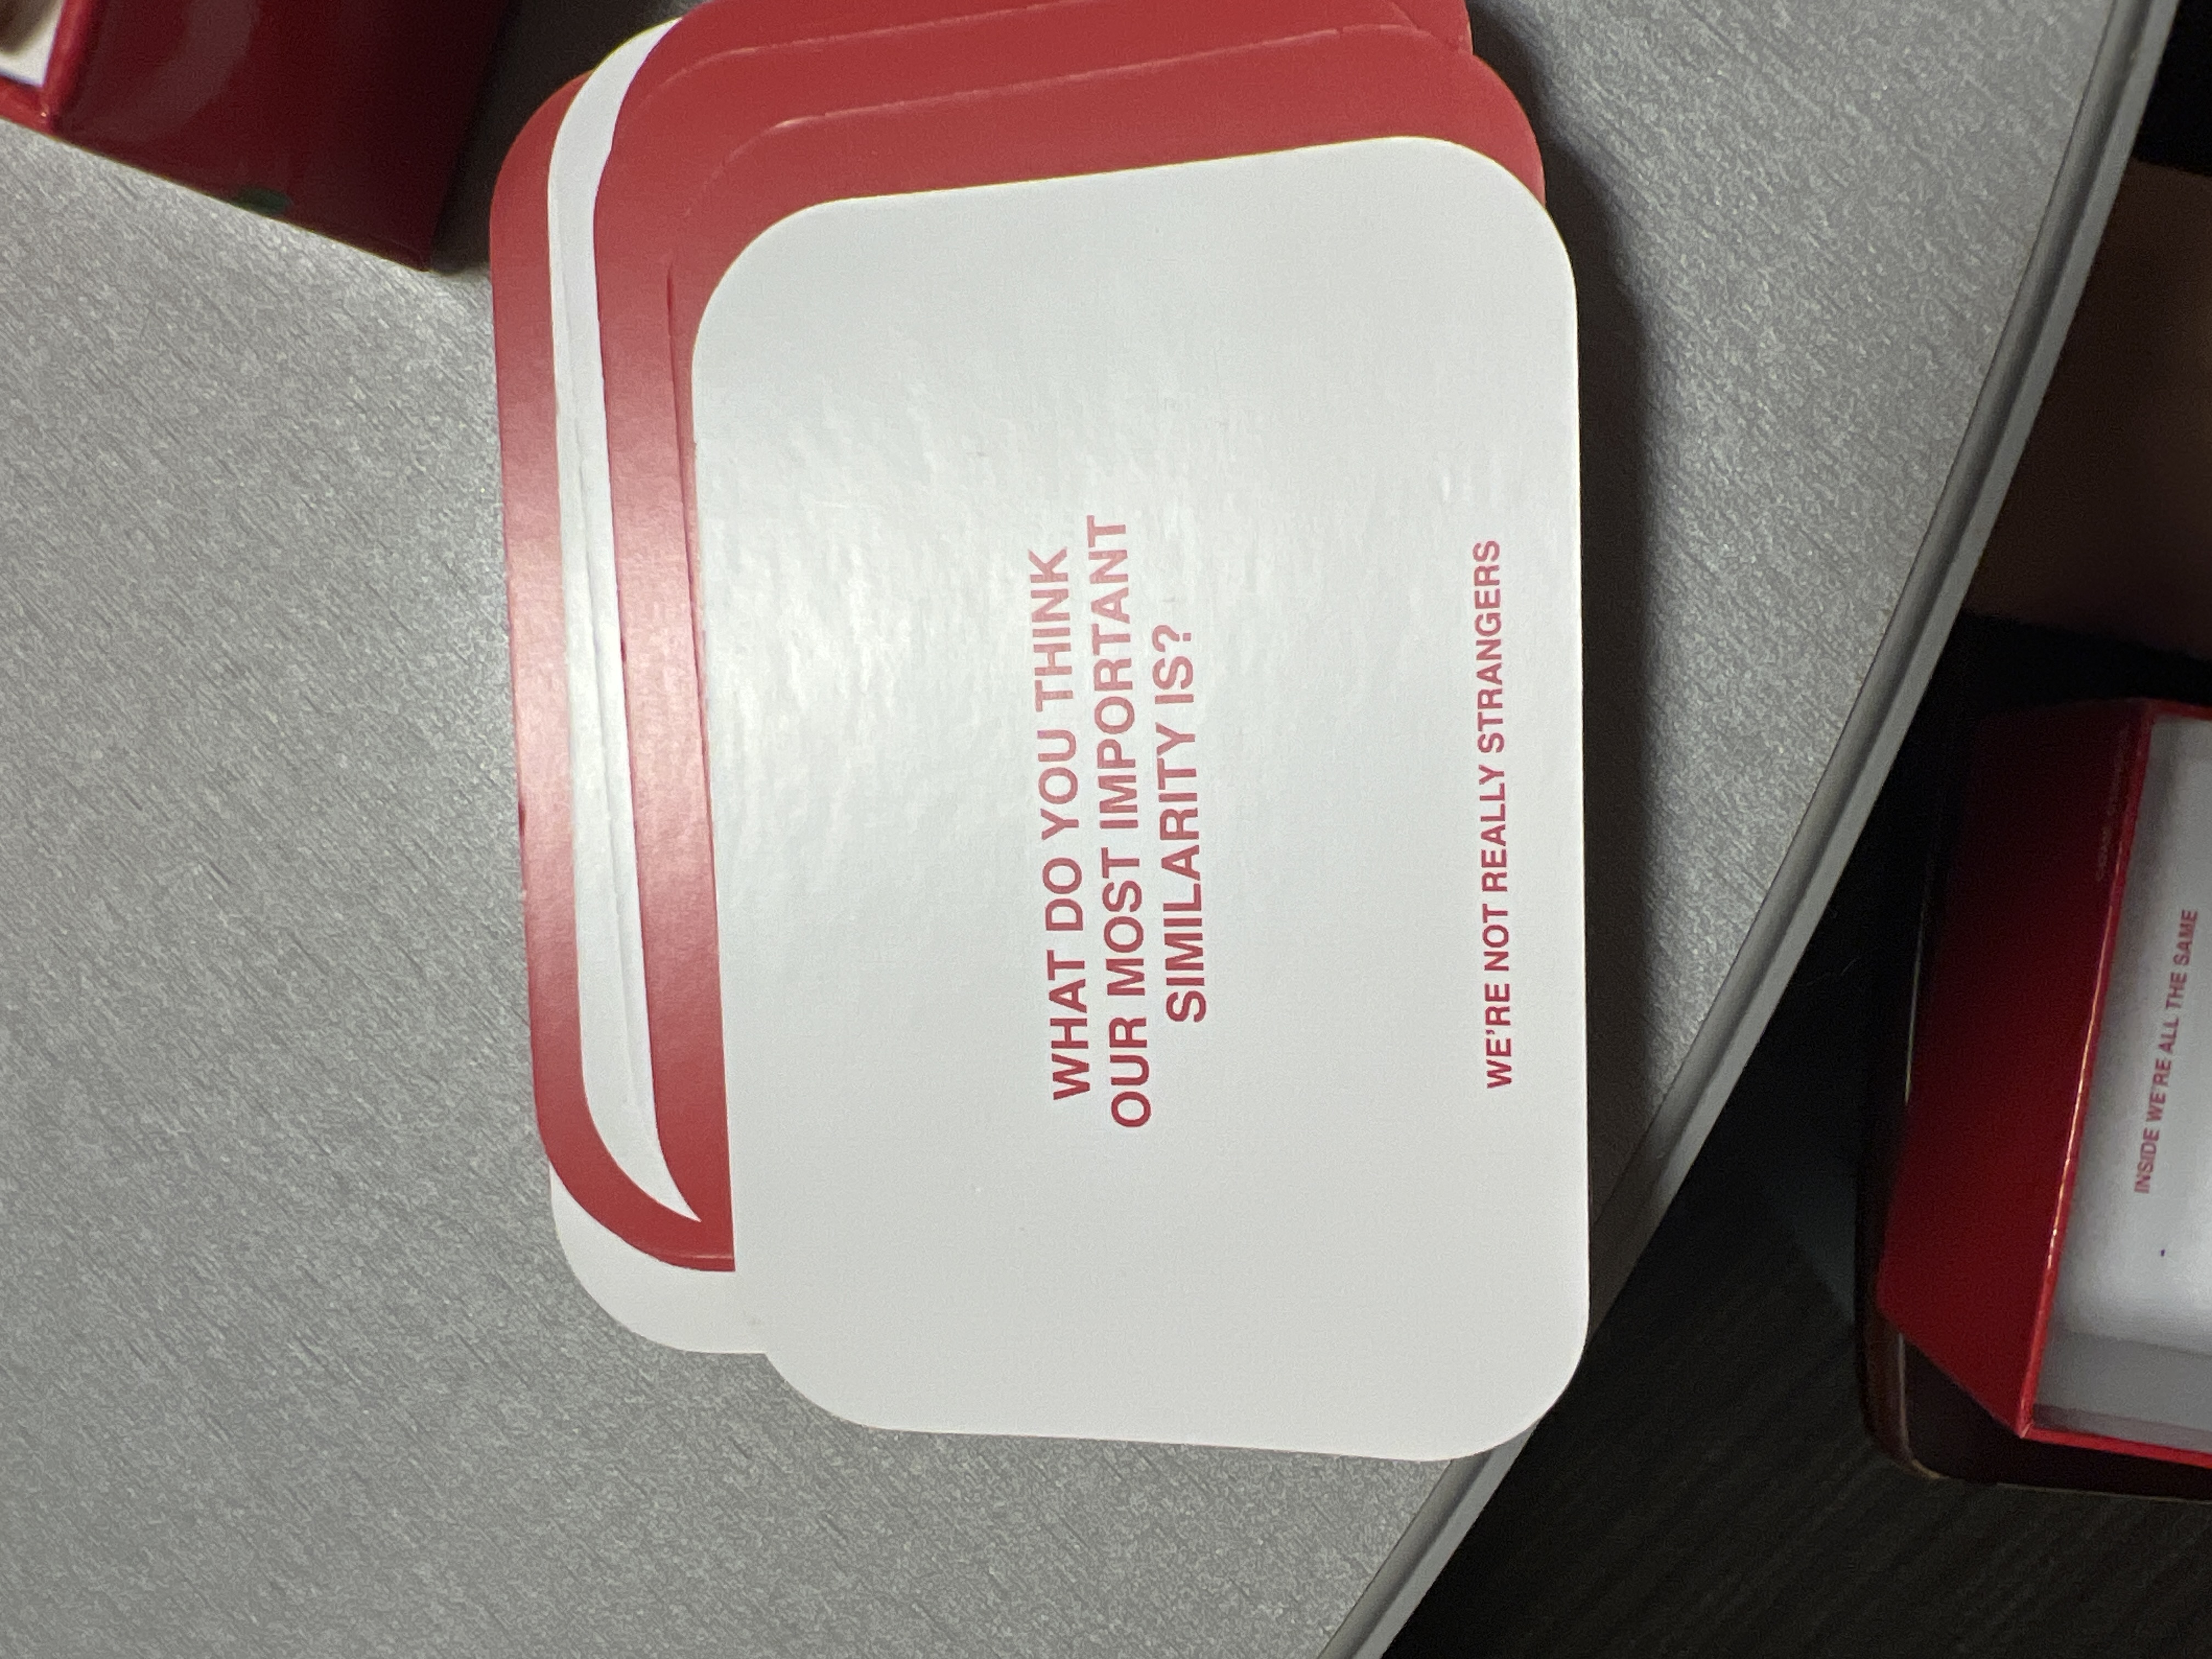 WHAT DO YOU THINK
OUR MOST IMPORTANT
SIMILARITY IS?
WE'RE NOT REALLY STRANGERS
INSIDE WE'RE ALL THE SAME